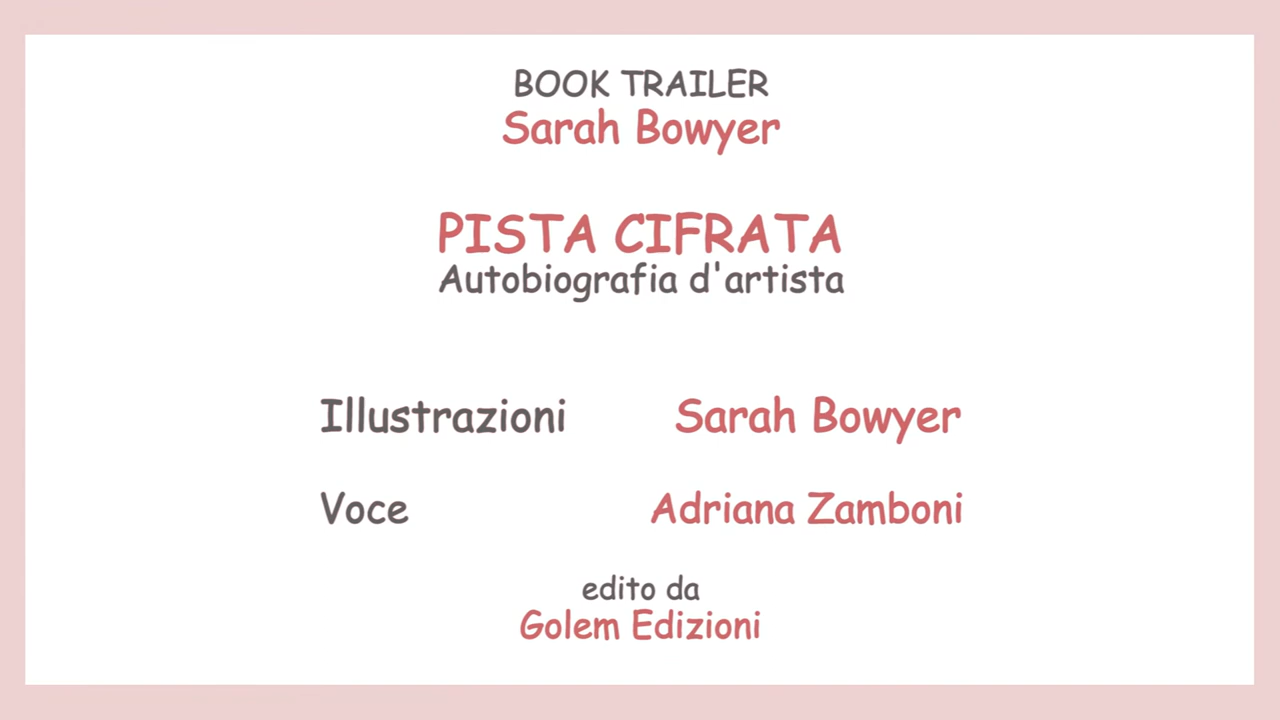 BOOK TRAILER
Sarah Bowyer
PISTA CIFRATA
Autobiografia d'artista
Illustrazioni Sarah Bowyer
Voce Adriana Zamboni
edito da
Golem Edizioni